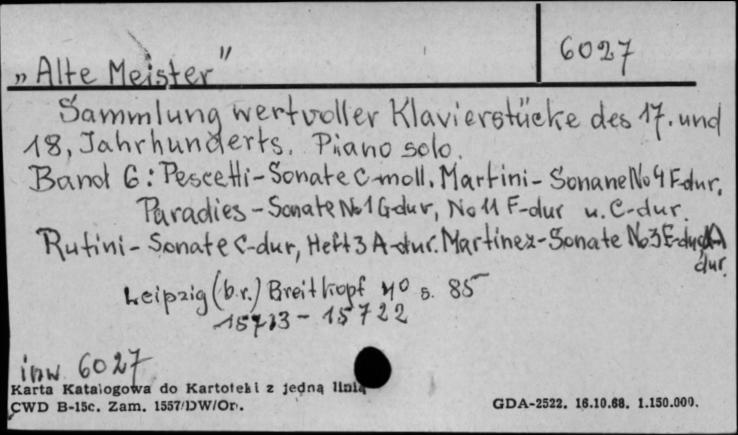 „Alte Meister" 6027
Sammlung wertvoller Klavierstücke des 17. und
18, Jahrhunderts. Piano solo.
Band 6: Pescetti-Sonate C-moll. Martini-Sonane No 4 F-dur,
Paradies-Sonate No 1 G-dur, No 11 F-dur u. C-dur.
Rutini-Sonate C-dur, Heft 3 A-dur. Martinez-Sonate No 3 E-dur, A
dur.
Leipzig (b.r.) Breitkopf 4º s. 85
15713-15722
inw. 6027
Karta Katalogowa do Kartoteki z jedną linią
CWD B-15c. Zam. 1557/DW/Op. GDA-2522. 16.10.68. 1.150.000.